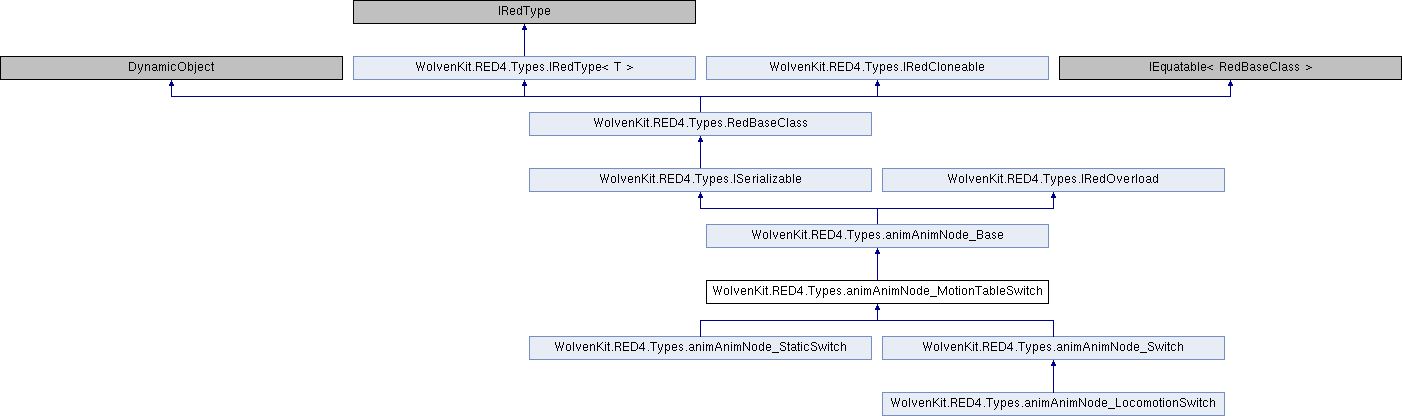 IRedType
DynamicObject
WolvenKit.RED4.Types.IRedType< T >
WolvenKit.RED4.Types.IRedCloneable
IEquatable< RedBaseClass >
WolvenKit.RED4.Types.RedBaseClass
WolvenKit.RED4.Types.ISerializable
WolvenKit.RED4.Types.IRedOverload
WolvenKit.RED4.Types.animAnimNode_Base
WolvenKit.RED4.Types.animAnimNode_MotionTableSwitch
WolvenKit.RED4.Types.animAnimNode_StaticSwitch
WolvenKit.RED4.Types.animAnimNode_Switch
WolvenKit.RED4.Types.animAnimNode_LocomotionSwitch